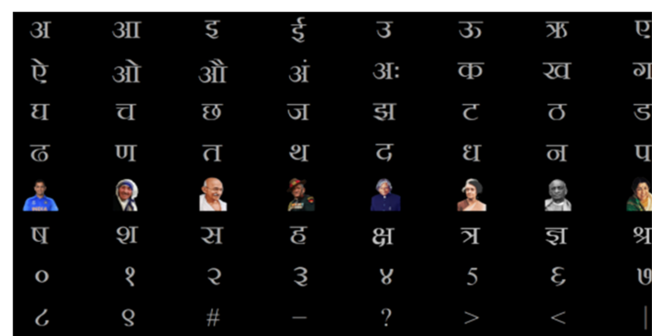 अ आ इ ई उ ऊ ऋ ए
ऐ ओ औ अं अः क ख ग
घ च छ ज झ ट ठ ड
ढ ण त थ द ध न प
ष श स ह क्ष त्र ज्ञ श्र
० १ २ ३ ४ 5 ६ ७
८ ९ # – ? > < |